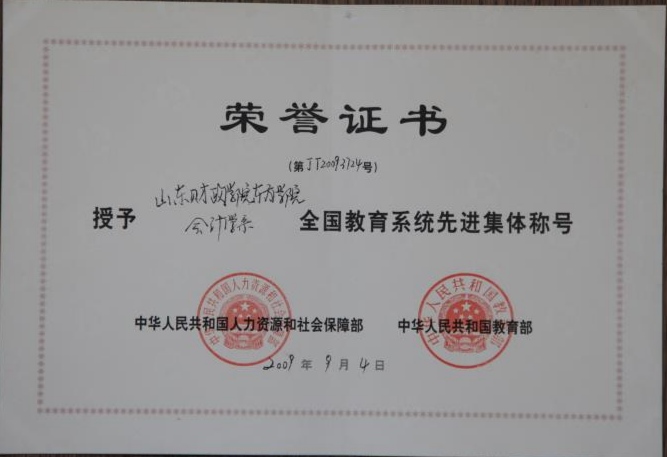 荣誉证书
(第JT20093724号)
山东财政学院东方学院
会计学系
授予 全国教育系统先进集体称号
中华人民共和国人力资源和社会保障部 中华人民共和国教育部
2009年9月4日